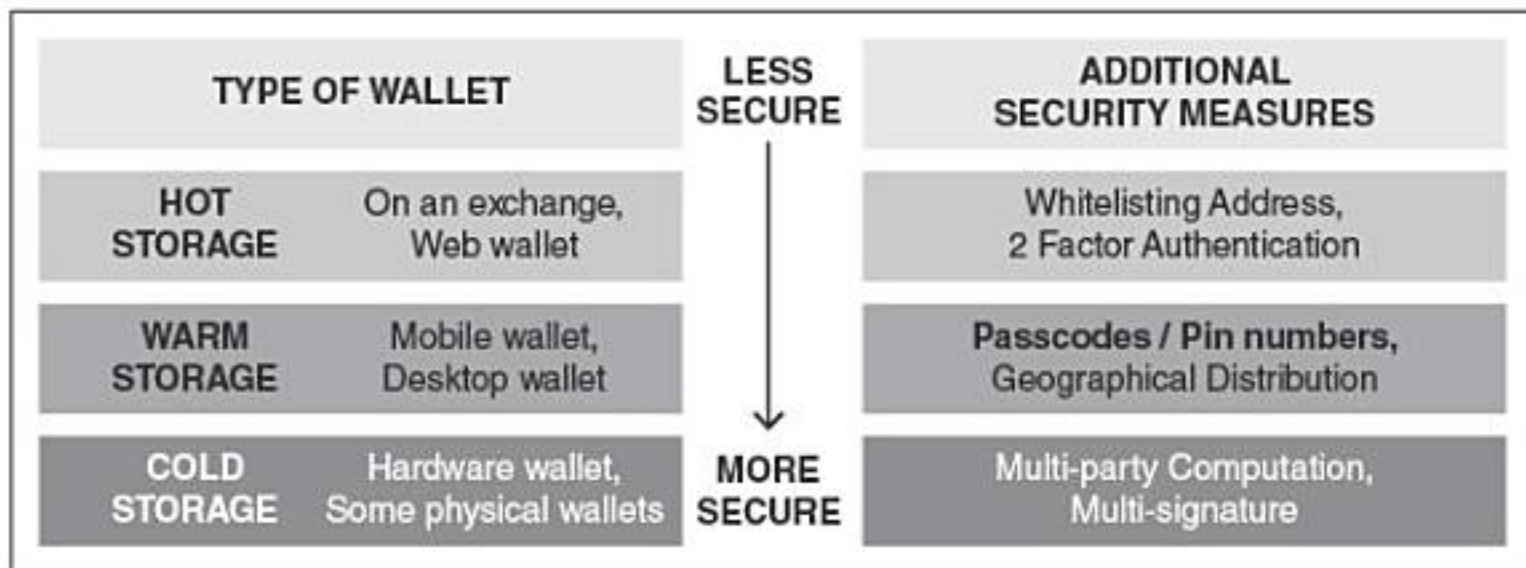 TYPE OF WALLET
LESS
SECURE
ADDITIONAL
SECURITY MEASURES
HOT
STORAGE
On an exchange,
Web wallet
Whitelisting Address,
2 Factor Authentication
WARM
STORAGE
Mobile wallet,
Desktop wallet
Passcodes / Pin numbers,
Geographical Distribution
COLD
STORAGE
Hardware wallet,
Some physical wallets
MORE
SECURE
Multi-party Computation,
Multi-signature